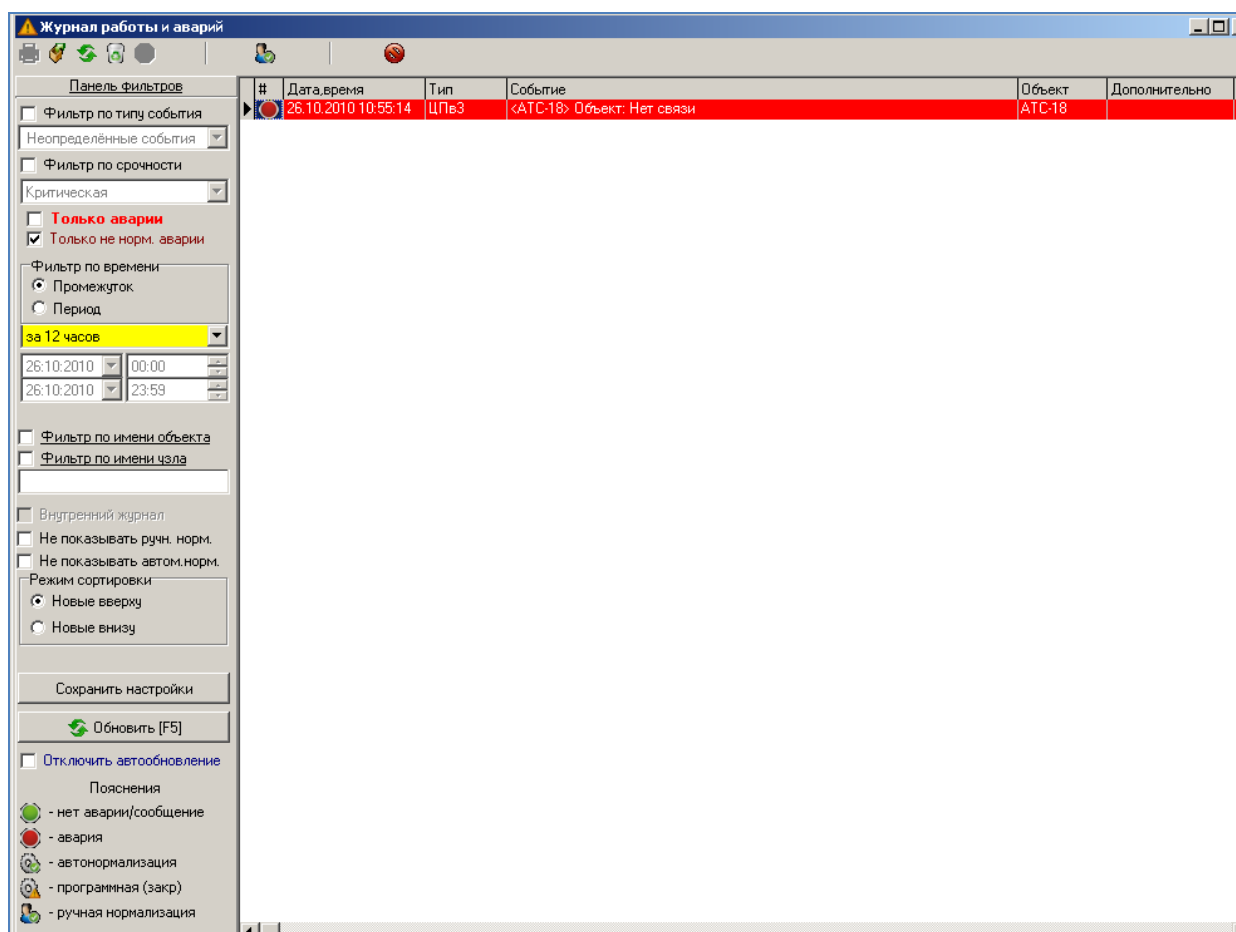 Журнал работы и аварий
Панель фильтров
Фильтр по типу события
Неопределённые события
Фильтр по срочности
Критическая
Только аварии
Только не норм. аварии
Фильтр по времени
Промежуток
Период
за 12 часов
26:10:2010 00:00
26:10:2010 23:59
Фильтр по имени объекта
Фильтр по имени узла
Внутренний журнал
Не показывать ручн. норм.
Не показывать автом.норм.
Режим сортировки
Новые вверху
Новые внизу
Сохранить настройки
Обновить [F5]
Отключить автообновление
Пояснения
- нет аварии/сообщение
- авария
- автонормализация
- программная (закр)
- ручная нормализация
# Дата,время Тип Событие Объект Дополнительно
26.10.2010 10:55:14 ЦПв3 <АТС-18> Объект: Нет связи АТС-18